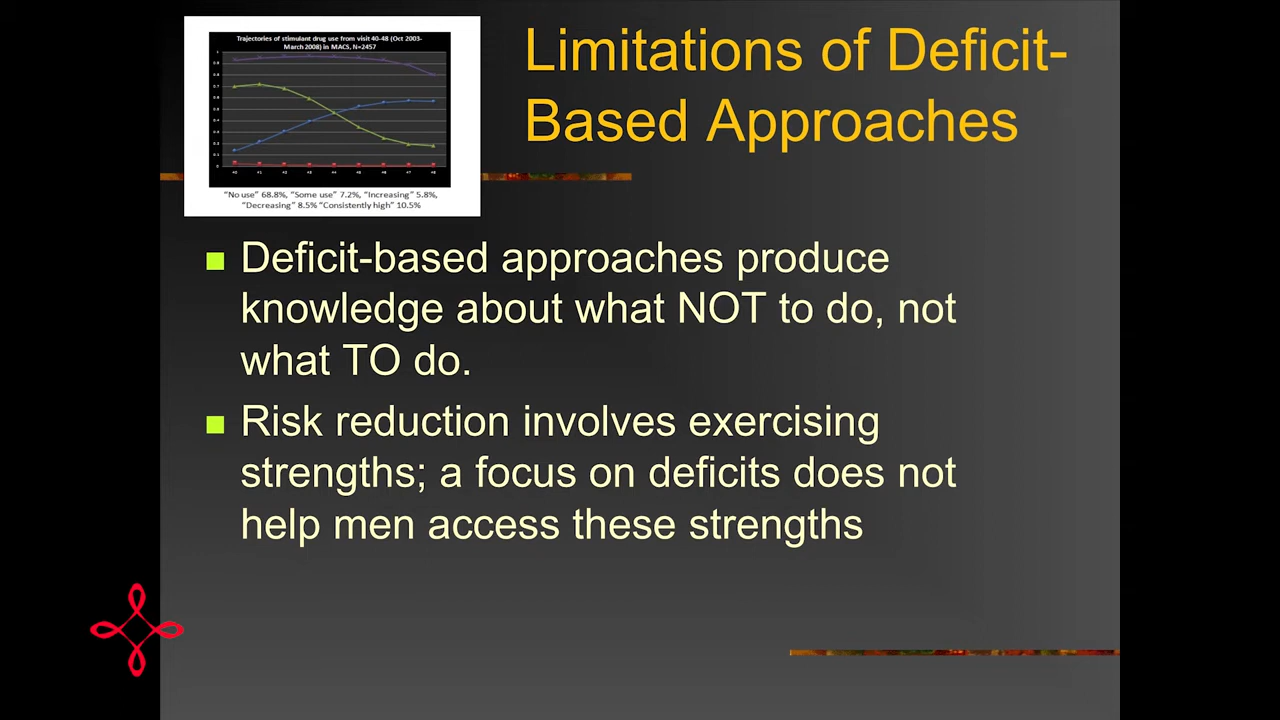 Trajectories of stimulant drug use from visit 40-48 (Oct 2003-
March 2008) in MACS, N=2457
"No use" 68.8%, "Some use" 7.2%, "Increasing" 5.8%,
"Decreasing" 8.5% "Consistently high" 10.5%
Limitations of Deficit-
Based Approaches
Deficit-based approaches produce
knowledge about what NOT to do, not
what TO do.
Risk reduction involves exercising
strengths; a focus on deficits does not
help men access these strengths